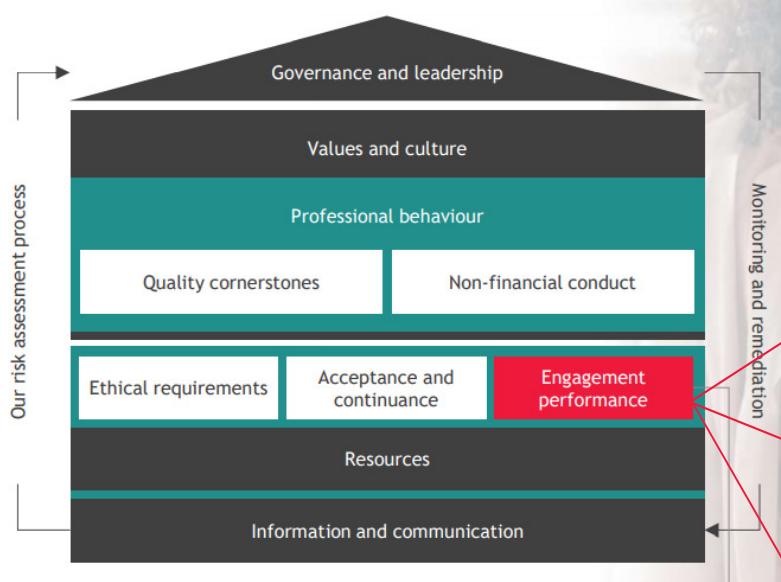 Governance and leadership
Values and culture
Professional behaviour
Quality cornerstones
Non-financial conduct
Ethical requirements
Acceptance and
continuance
Engagement
performance
Resources
Information and communication
Our risk assessment process
Monitoring and remediation